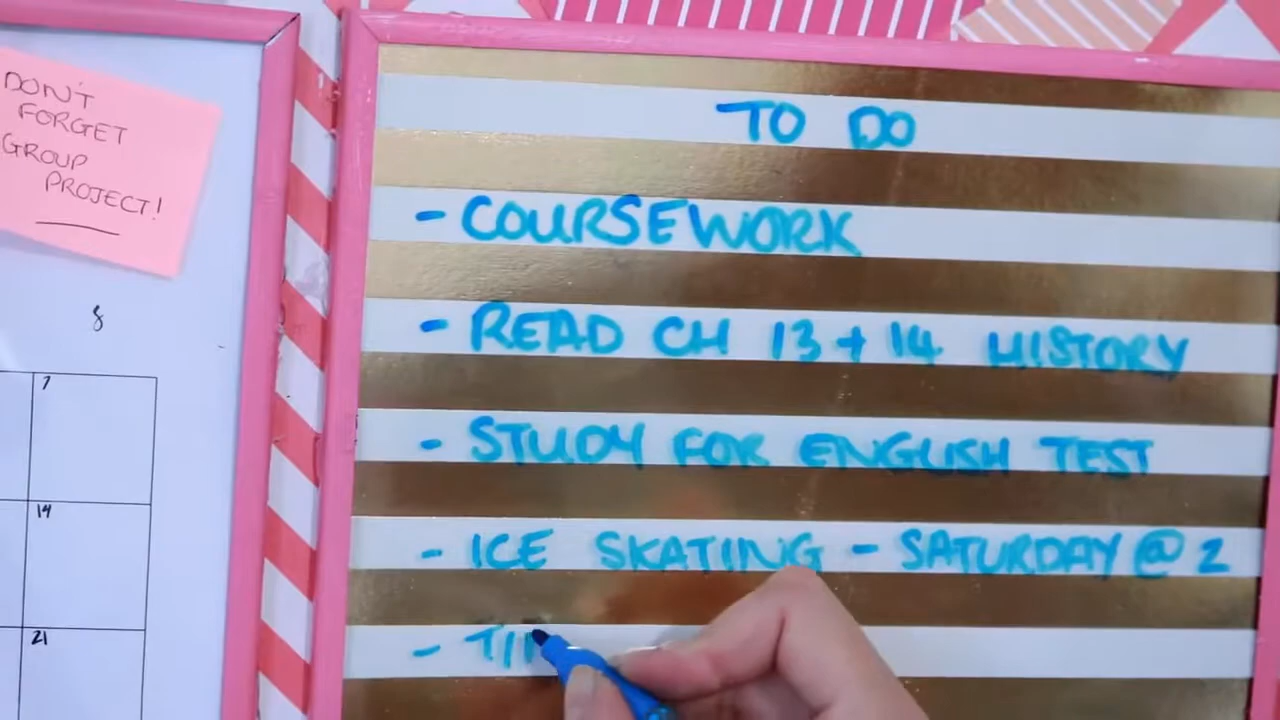 DON'T
FORGET
GROUP
PROJECT!
8
7
14
21
TO DO
- COURSEWORK
- READ CH 13 + 14 HISTORY
- STUDY FOR ENGLISH TEST
- ICE SKATING - SATURDAY @ 2
-